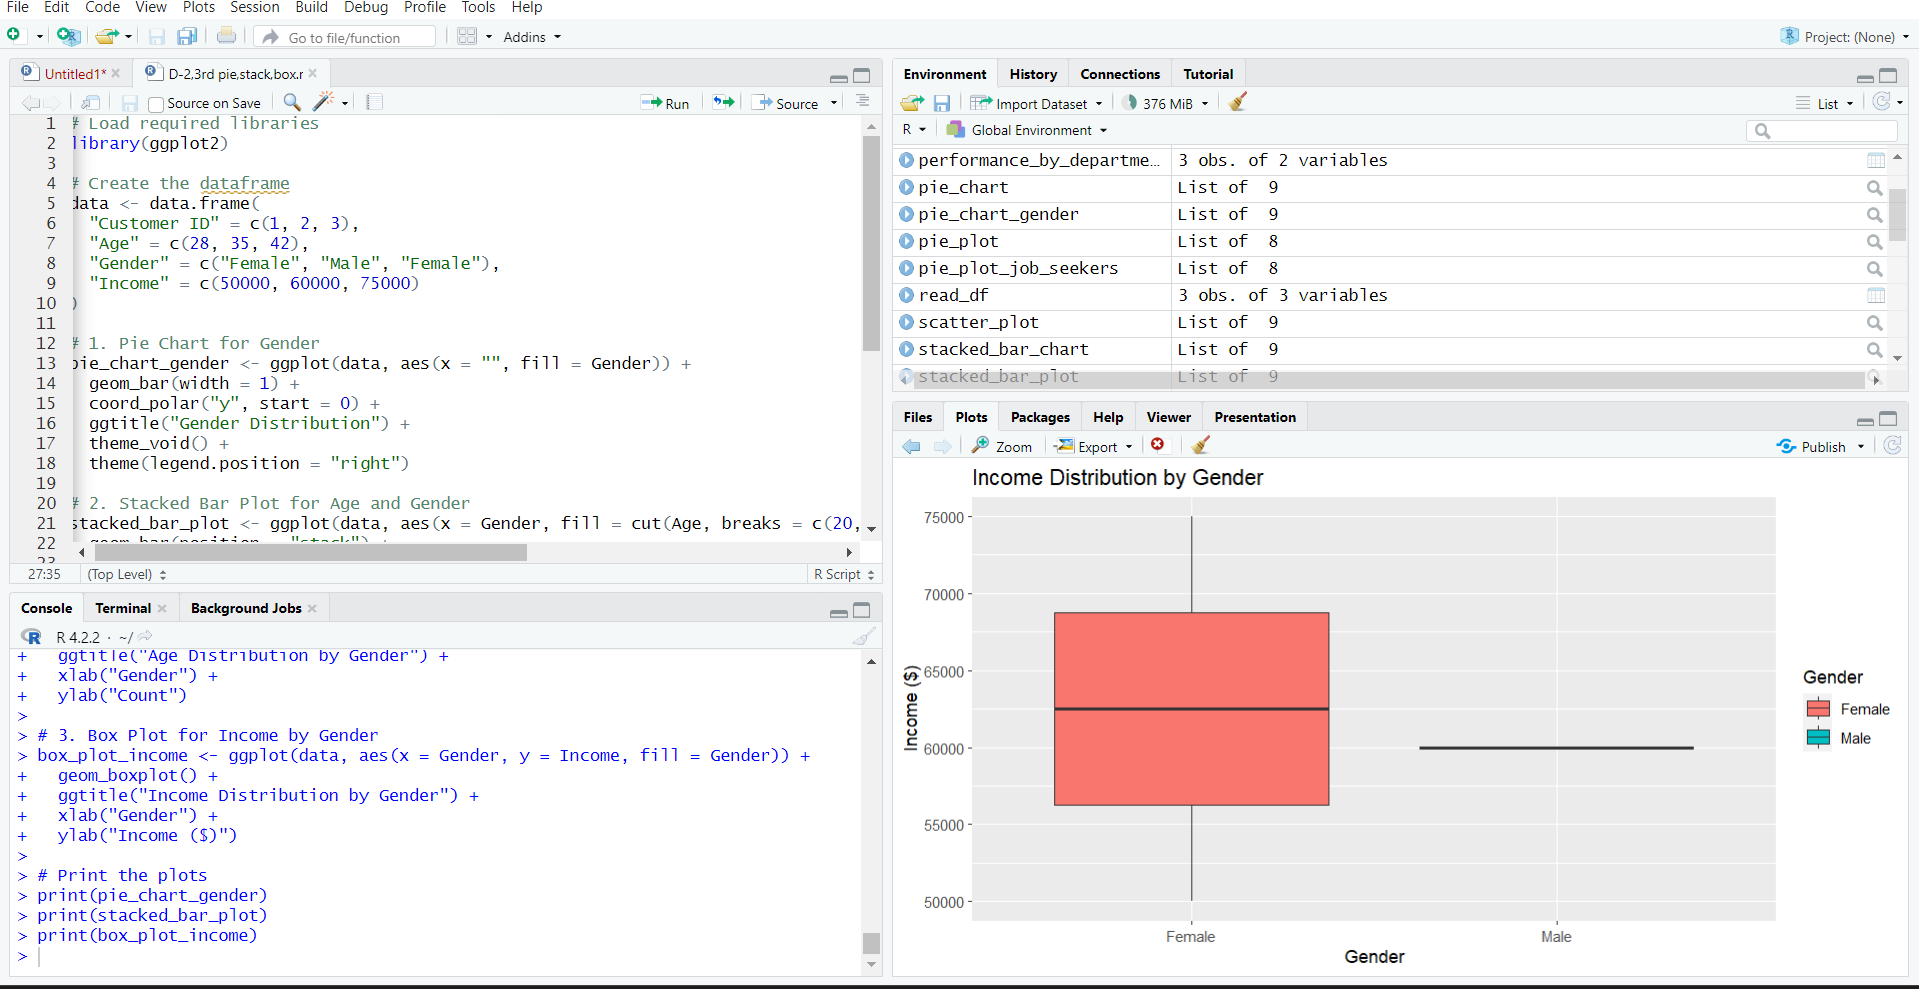 File Edit Code View Plots Session Build Debug Profile Tools Help
Go to file/function Addins Project: (None)
Untitled1* D-2,3rd pie,stack,box.r
Source on Save Run Source
1 # Load required libraries
2 library(ggplot2)
3
4 # Create the dataframe
5 data <- data.frame(
6 "Customer ID" = c(1, 2, 3),
7 "Age" = c(28, 35, 42),
8 "Gender" = c("Female", "Male", "Female"),
9 "Income" = c(50000, 60000, 75000)
10 )
11
12 # 1. Pie Chart for Gender
13 pie_chart_gender <- ggplot(data, aes(x = "", fill = Gender)) +
14 geom_bar(width = 1) +
15 coord_polar("y", start = 0) +
16 ggtitle("Gender Distribution") +
17 theme_void() +
18 theme(legend.position = "right")
19
20 # 2. Stacked Bar Plot for Age and Gender
21 stacked_bar_plot <- ggplot(data, aes(x = Gender, fill = cut(Age, breaks = c(20,
22 geom_bar(position = "stack") +
23
27:35 (Top Level) R Script
Console Terminal Background Jobs
R 4.2.2 · ~/
+ ggtitle("Age Distribution by Gender") +
+ xlab("Gender") +
+ ylab("Count")
>
> # 3. Box Plot for Income by Gender
> box_plot_income <- ggplot(data, aes(x = Gender, y = Income, fill = Gender)) +
+ geom_boxplot() +
+ ggtitle("Income Distribution by Gender") +
+ xlab("Gender") +
+ ylab("Income ($)")
>
> # Print the plots
> print(pie_chart_gender)
> print(stacked_bar_plot)
> print(box_plot_income)
>
Environment History Connections Tutorial
Import Dataset 376 MiB List
R Global Environment
performance_by_departme... 3 obs. of 2 variables
pie_chart List of 9
pie_chart_gender List of 9
pie_plot List of 8
pie_plot_job_seekers List of 8
read_df 3 obs. of 3 variables
scatter_plot List of 9
stacked_bar_chart List of 9
stacked_bar_plot List of 9
Files Plots Packages Help Viewer Presentation
Zoom Export Publish
Income Distribution by Gender
75000
70000
65000
60000
55000
50000
Income ($)
Female Male
Gender
Gender
Female
Male